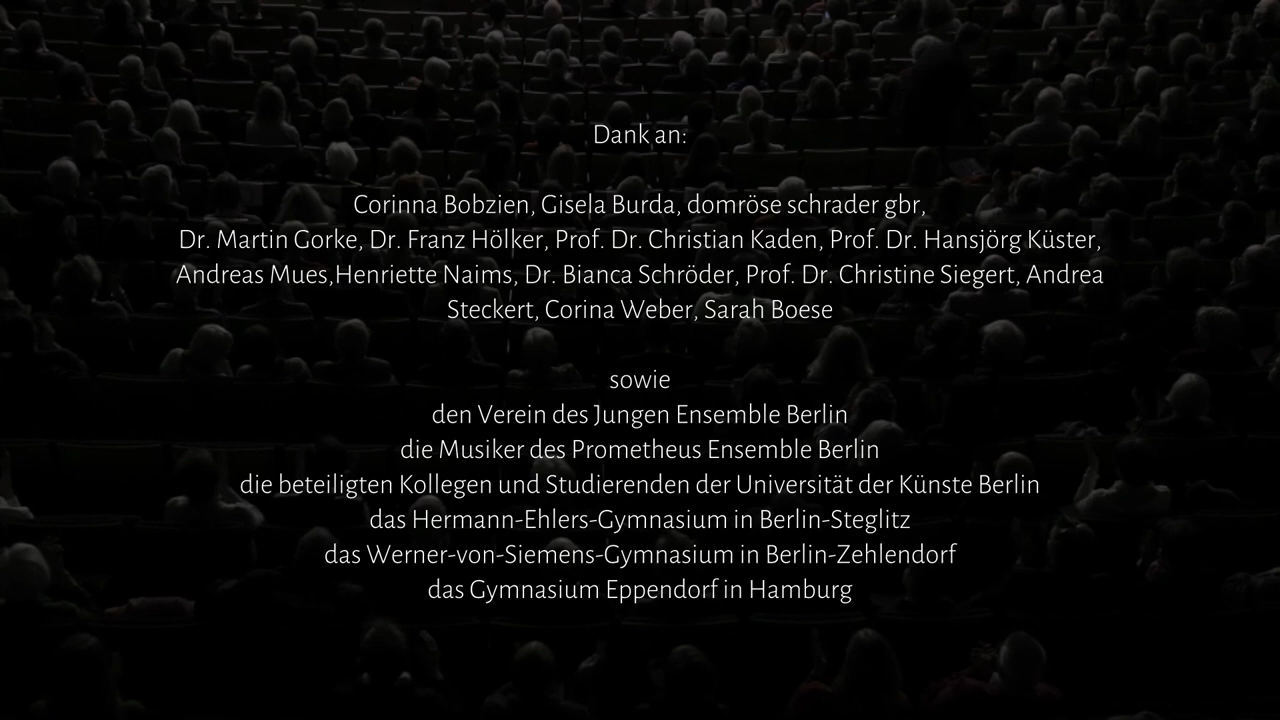 Dank an:
Corinna Bobzien, Gisela Burda, domröse schrader gbr,
Dr. Martin Gorke, Dr. Franz Hölker, Prof. Dr. Christian Kaden, Prof. Dr. Hansjörg Küster,
Andreas Mues,Henriette Naims, Dr. Bianca Schröder, Prof. Dr. Christine Siegert, Andrea
Steckert, Corina Weber, Sarah Boese
sowie
den Verein des Jungen Ensemble Berlin
die Musiker des Prometheus Ensemble Berlin
die beteiligten Kollegen und Studierenden der Universität der Künste Berlin
das Hermann-Ehlers-Gymnasium in Berlin-Steglitz
das Werner-von-Siemens-Gymnasium in Berlin-Zehlendorf
das Gymnasium Eppendorf in Hamburg